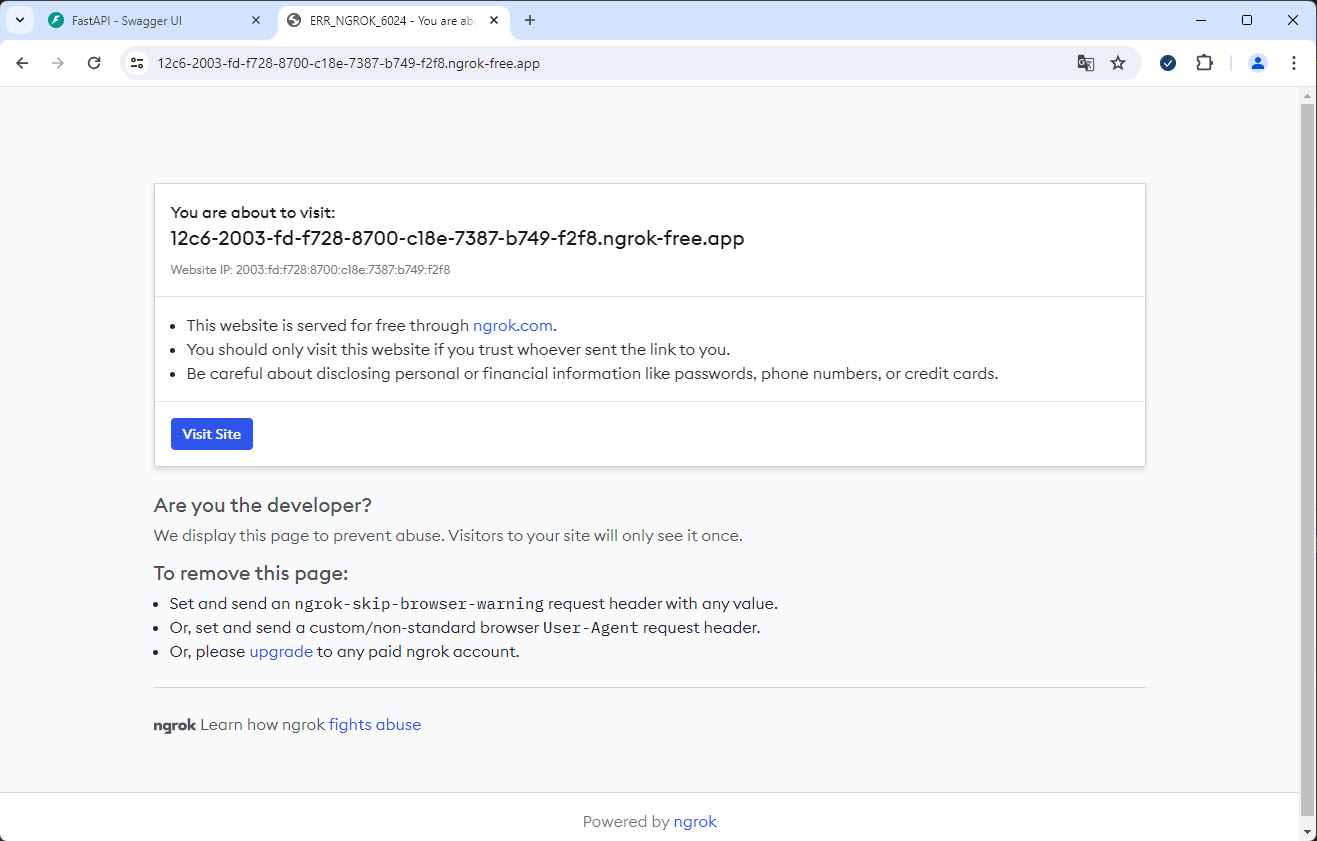 FastAPI - Swagger UI
ERR_NGROK_6024 - You are abo
12c6-2003-fd-f728-8700-c18e-7387-b749-f2f8.ngrok-free.app
You are about to visit:
12c6-2003-fd-f728-8700-c18e-7387-b749-f2f8.ngrok-free.app
Website IP: 2003:fd:f728:8700:c18e:7387:b749:f2f8
This website is served for free through ngrok.com.
You should only visit this website if you trust whoever sent the link to you.
Be careful about disclosing personal or financial information like passwords, phone numbers, or credit cards.
Visit Site
Are you the developer?
We display this page to prevent abuse. Visitors to your site will only see it once.
To remove this page:
Set and send an ngrok-skip-browser-warning request header with any value.
Or, set and send a custom/non-standard browser User-Agent request header.
Or, please upgrade to any paid ngrok account.
ngrok Learn how ngrok fights abuse
Powered by ngrok